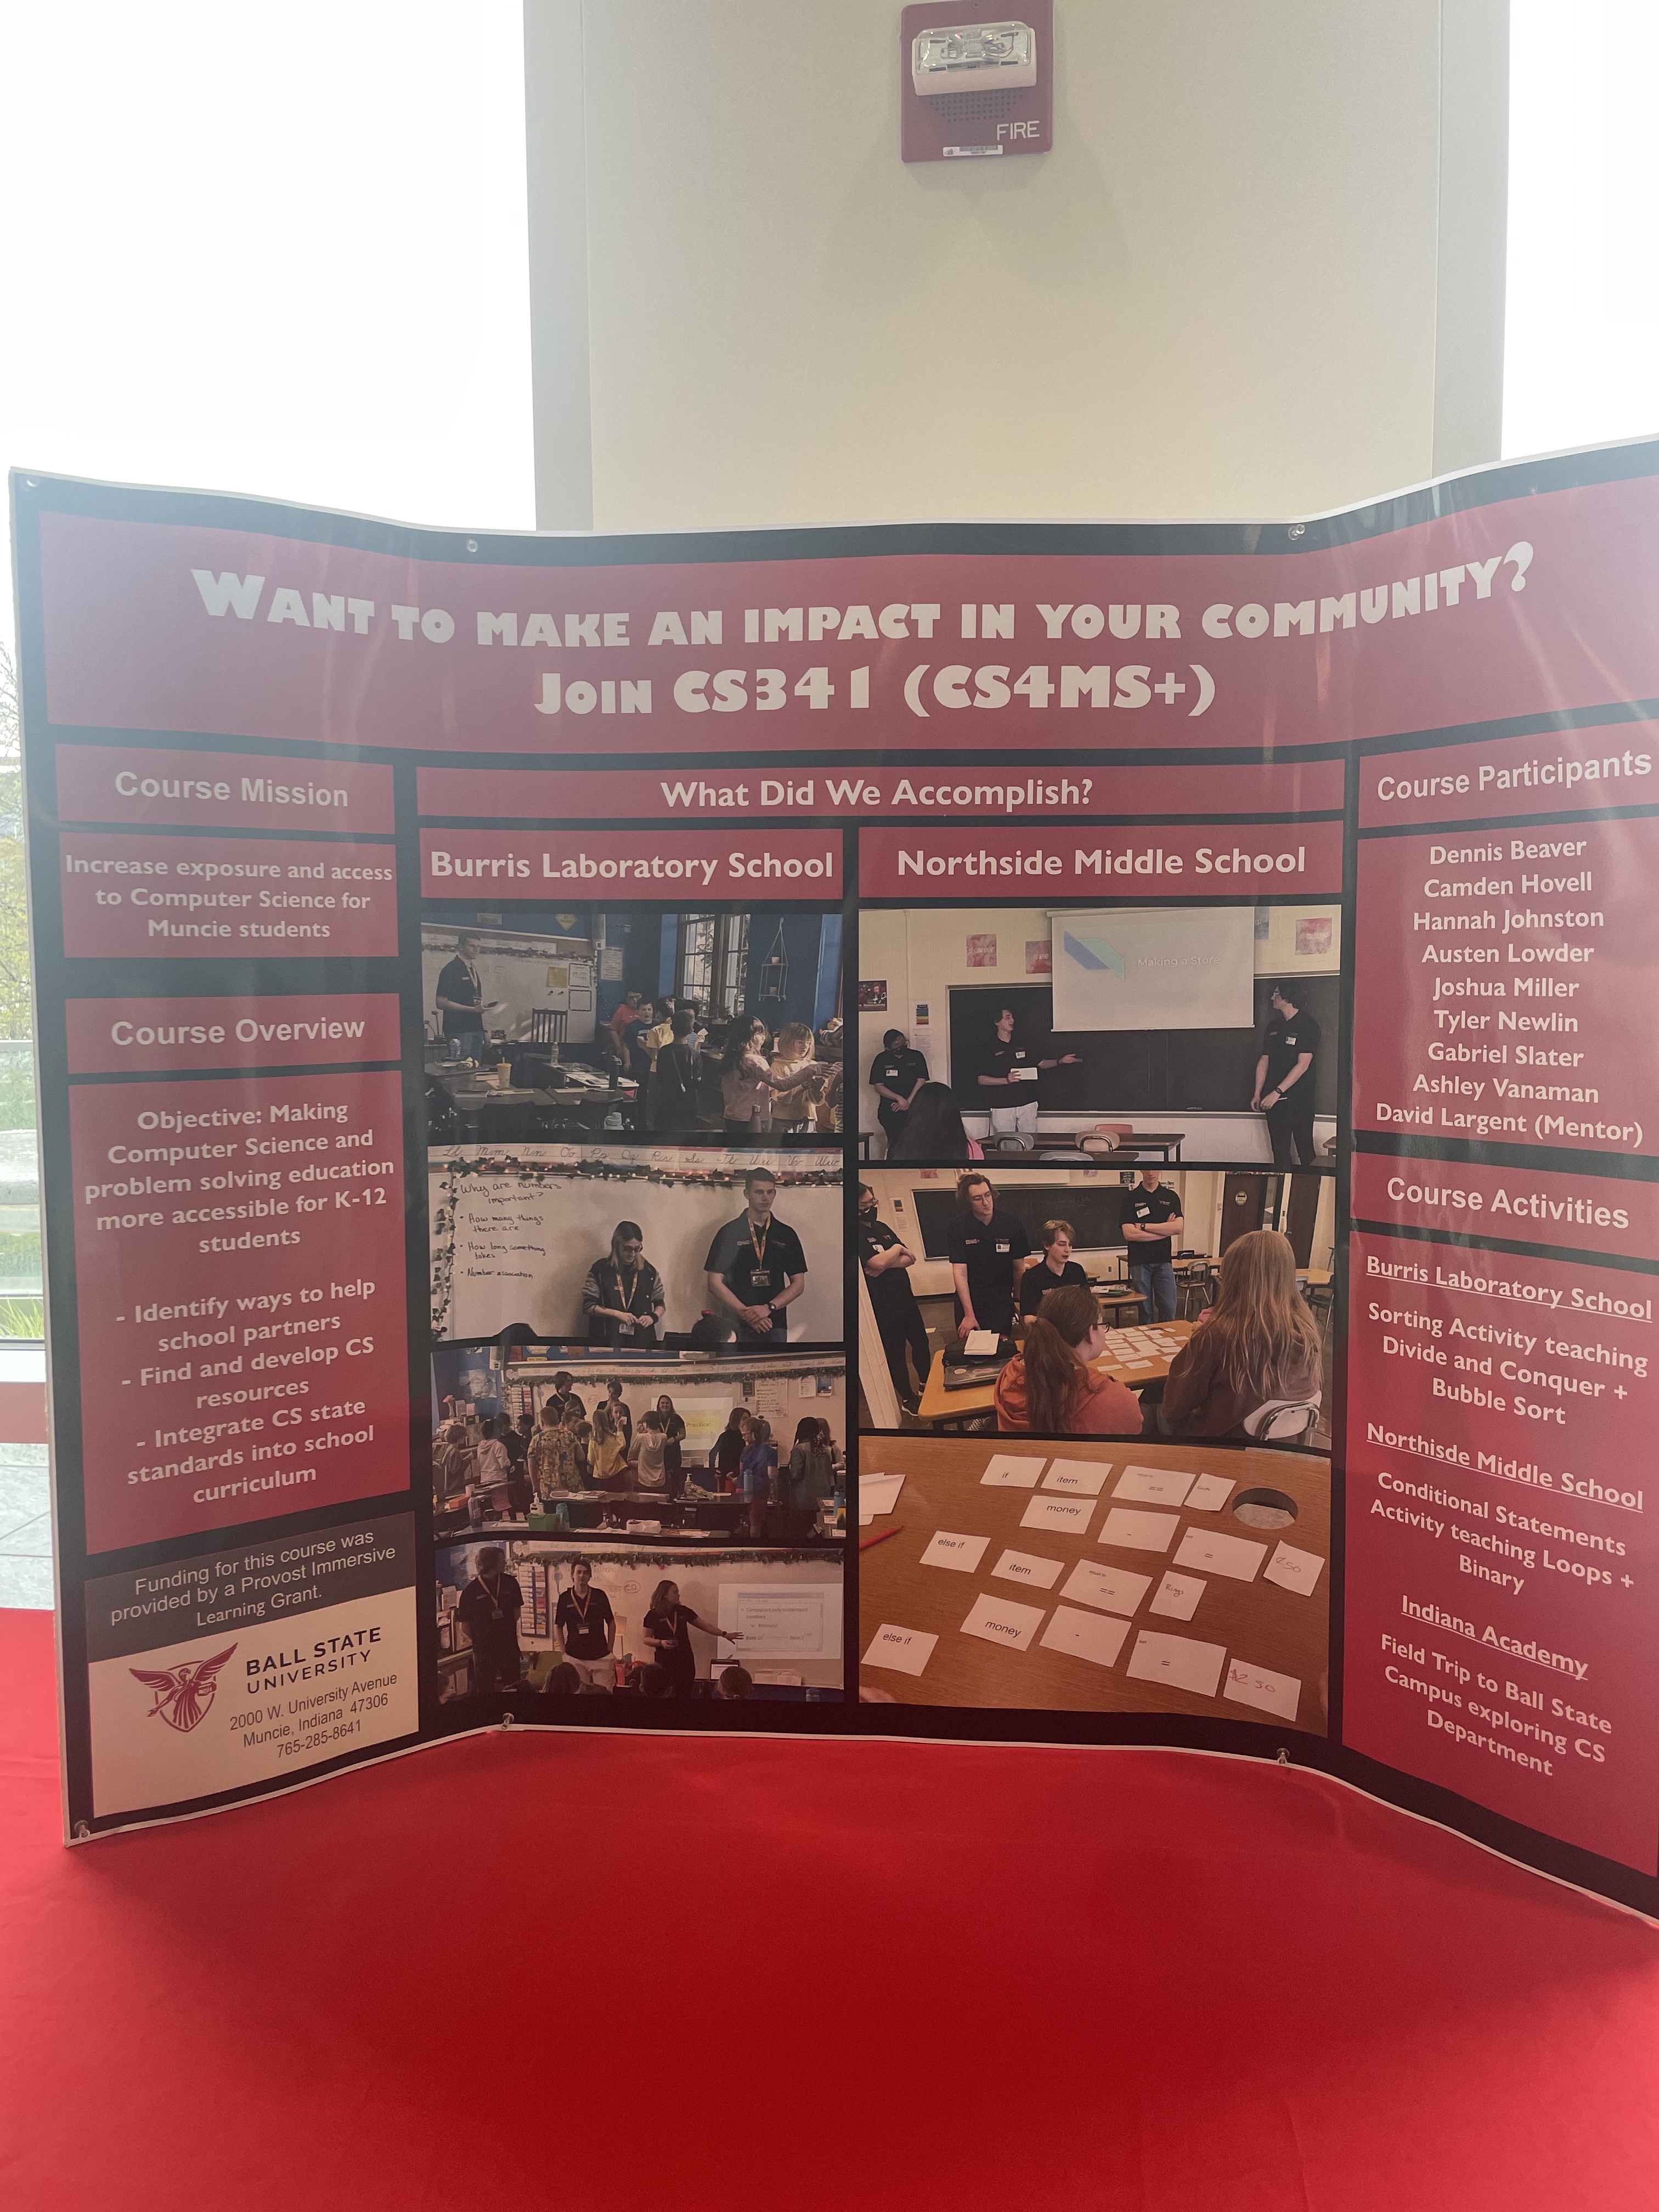 FIRE
WANT TO MAKE AN IMPACT IN YOUR COMMUNITY?
JOIN CS341 (CS4MS+)
Course Mission
Increase exposure and access
to Computer Science for
Muncie students
Course Overview
Objective: Making
Computer Science and
problem solving education
more accessible for K-12
students
- Identify ways to help
school partners
- Find and develop CS
resources
- Integrate CS state
standards into school
curriculum
Funding for this course was
provided by a Provost Immersive
Learning Grant.
BALL STATE
UNIVERSITY
2000 W. University Avenue
Muncie, Indiana 47306
765-285-8641
What Did We Accomplish?
Burris Laboratory School
Why are numbers
important?
• How many things
there are
• How long something
takes
• Number association
Northside Middle School
Making a Store
if
item
==
money
-
else if
=
250
item
==
Rings
money
-
else if
=
$250
Course Participants
Dennis Beaver
Camden Hovell
Hannah Johnston
Austen Lowder
Joshua Miller
Tyler Newlin
Gabriel Slater
Ashley Vanaman
David Largent (Mentor)
Course Activities
Burris Laboratory School
Sorting Activity teaching
Divide and Conquer +
Bubble Sort
Northisde Middle School
Conditional Statements
Activity teaching Loops +
Binary
Indiana Academy
Field Trip to Ball State
Campus exploring CS
Department